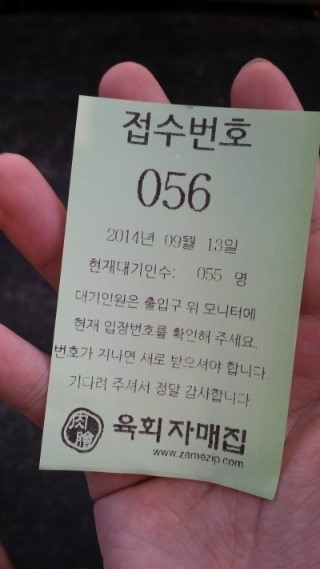 접수번호
056
2014년 09월 13일
현재대기인수: 055 명
대기인원은 출입구 위 모니터에
현재 입장번호를 확인해 주세요.
번호가 지나면 새로 받으셔야 합니다.
기다려 주셔서 정말 감사합니다.
肉膾 육회자매집
www.zamezip.com